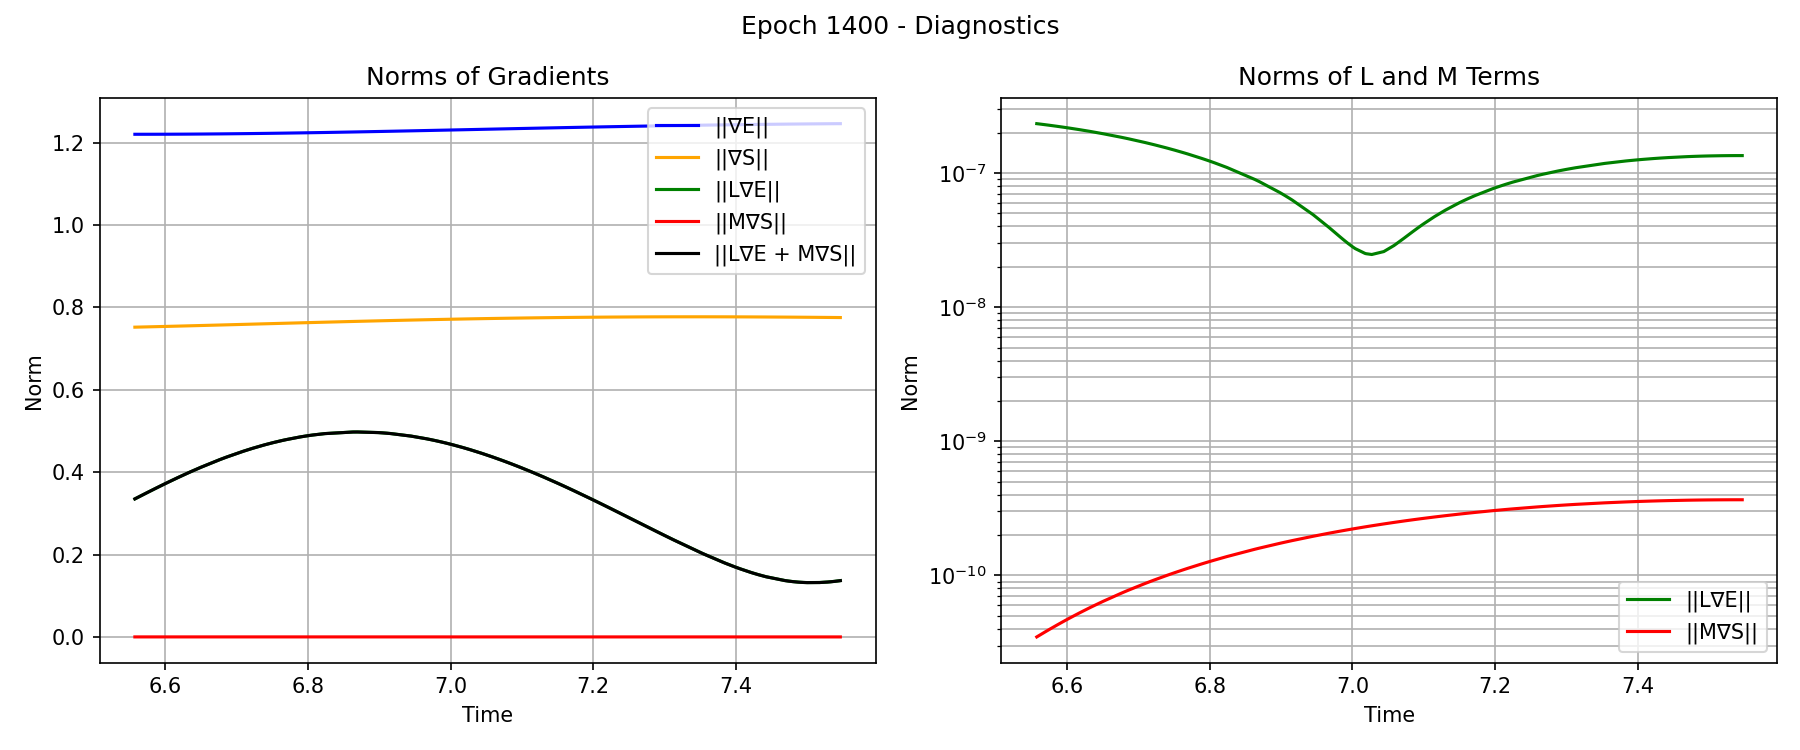 Epoch 1400 - Diagnostics
Norms of Gradients
||∇E||
||∇S||
||L∇E||
||M∇S||
||L∇E + M∇S||
1.2
1.0
0.8
0.6
0.4
0.2
0.0
Norm
6.6 6.8 7.0 7.2 7.4
Time
Norms of L and M Terms
10⁻⁷
10⁻⁸
10⁻⁹
10⁻¹⁰
Norm
||L∇E||
||M∇S||
6.6 6.8 7.0 7.2 7.4
Time